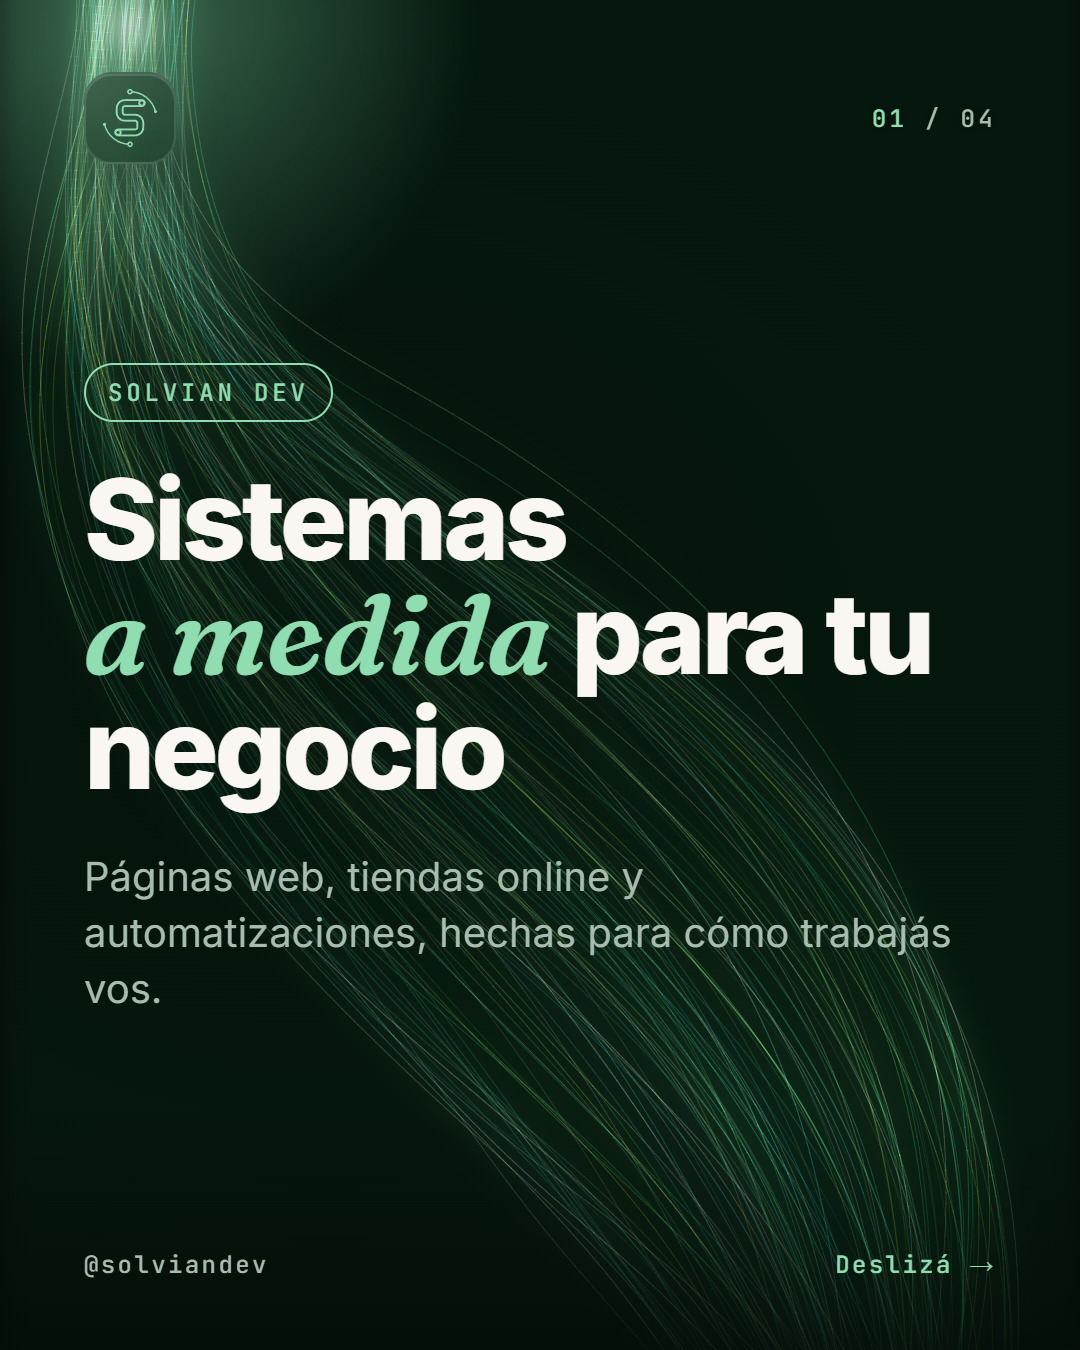 01 / 04
SOLVIAN DEV
Sistemas
a medida para tu
negocio
Páginas web, tiendas online y
automatizaciones, hechas para cómo trabajás
vos.
@solviandev
Deslizá →